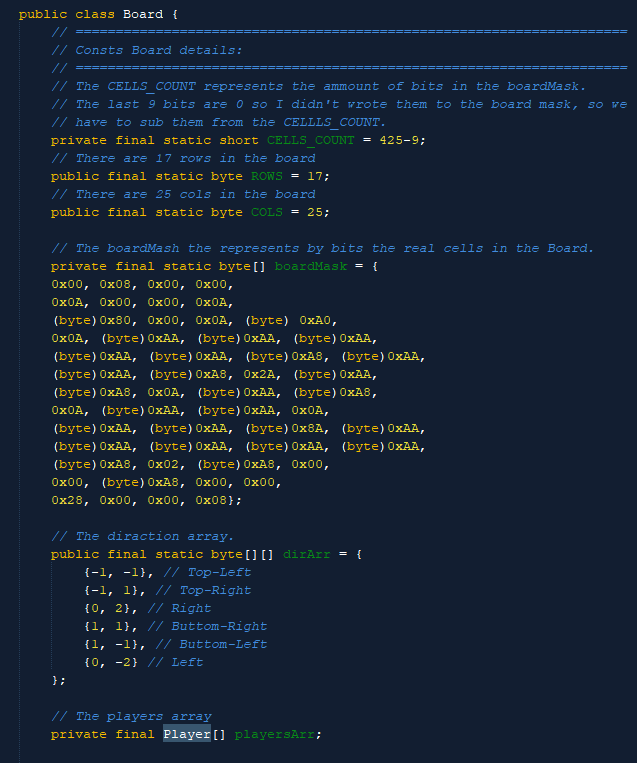 public class Board {
// =====================================================================
// Consts Board details:
// =====================================================================
// The CELLS_COUNT represents the ammount of bits in the boardMask.
// The last 9 bits are 0 so I didn't wrote them to the board mask, so we
// have to sub them from the CELLLS_COUNT.
private final static short CELLS_COUNT = 425-9;
// There are 17 rows in the board
public final static byte ROWS = 17;
// There are 25 cols in the board
public final static byte COLS = 25;
// The boardMash the represents by bits the real cells in the Board.
private final static byte[] boardMask = {
0x00, 0x08, 0x00, 0x00,
0x0A, 0x00, 0x00, 0x0A,
(byte)0x80, 0x00, 0x0A, (byte) 0xA0,
0x0A, (byte)0xAA, (byte)0xAA, (byte)0xAA,
(byte)0xAA, (byte)0xAA, (byte)0xA8, (byte)0xAA,
(byte)0xAA, (byte)0xA8, 0x2A, (byte)0xAA,
(byte)0xA8, 0x0A, (byte)0xAA, (byte)0xA8,
0x0A, (byte)0xAA, (byte)0xAA, 0x0A,
(byte)0xAA, (byte)0xAA, (byte)0x8A, (byte)0xAA,
(byte)0xAA, (byte)0xAA, (byte)0xAA, (byte)0xAA,
(byte)0xA8, 0x02, (byte)0xA8, 0x00,
0x00, (byte)0xA8, 0x00, 0x00,
0x28, 0x00, 0x00, 0x08};
// The diraction array.
public final static byte[][] dirArr = {
{-1, -1}, // Top-Left
{-1, 1}, // Top-Right
{0, 2}, // Right
{1, 1}, // Buttom-Right
{1, -1}, // Buttom-Left
{0, -2} // Left
};
// The players array
private final Player[] playersArr;